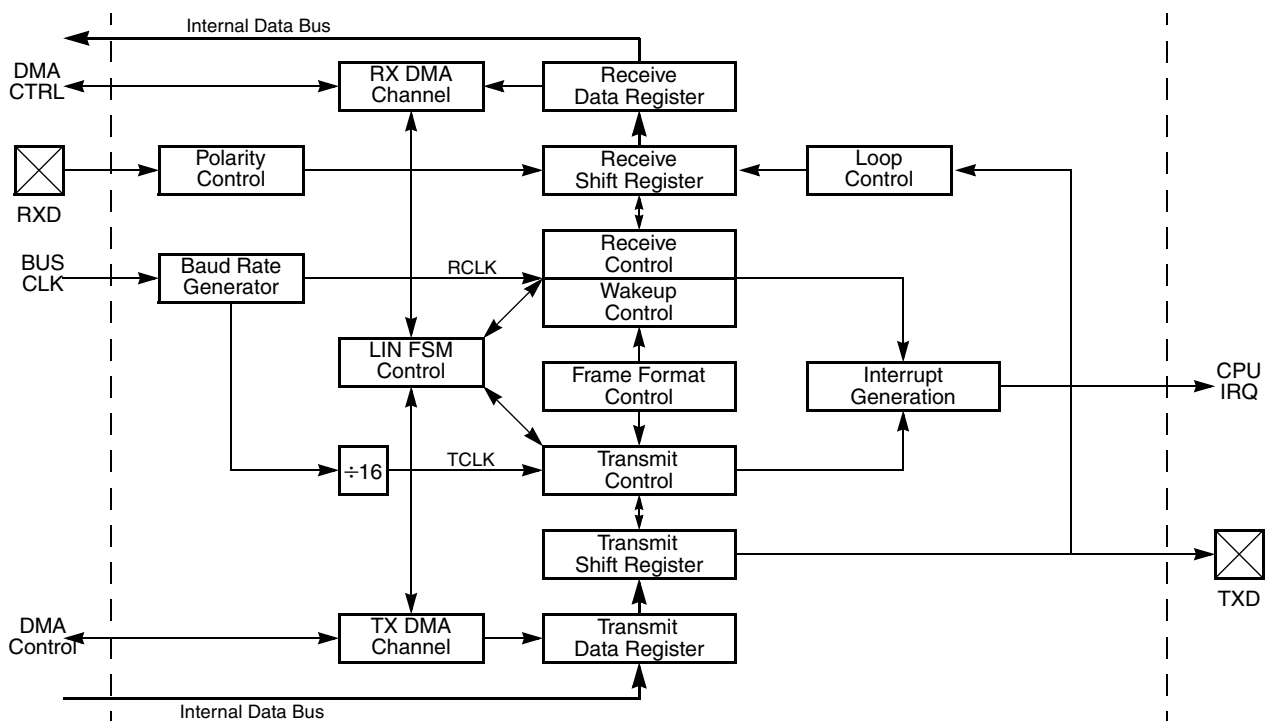 Internal Data Bus
DMA
CTRL
RX DMA
Channel
Receive
Data Register
RXD
Polarity
Control
Receive
Shift Register
Loop
Control
BUS
CLK
Baud Rate
Generator
RCLK
Receive
Control
Wakeup
Control
LIN FSM
Control
Frame Format
Control
Interrupt
Generation
CPU
IRQ
÷16
TCLK
Transmit
Control
Transmit
Shift Register
TXD
DMA
Control
TX DMA
Channel
Transmit
Data Register
Internal Data Bus